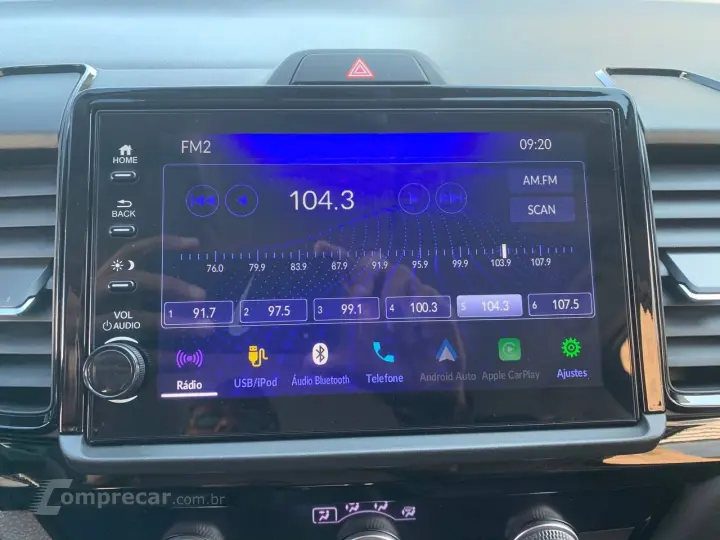 HOME
BACK
VOL
AUDIO
FM2
09:20
104.3
AM.FM
SCAN
76.0 79.9 83.9 87.9 91.9 95.9 99.9 103.9 107.9
1 91.7 2 97.5 3 99.1 4 100.3 5 104.3 6 107.5
Rádio USB/iPod Áudio Bluetooth Telefone Android Auto Apple CarPlay Ajustes
Comprecar.com.br